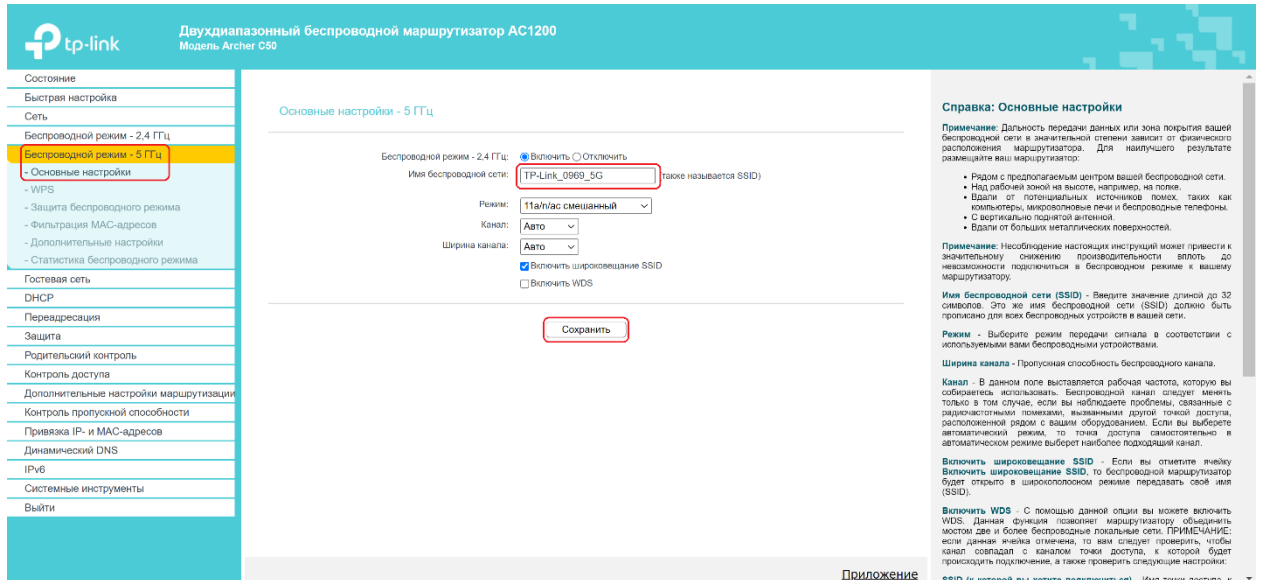 tp-link
Двухдиапазонный беспроводной маршрутизатор AC1200
Модель Archer C50
Состояние
Быстрая настройка
Сеть
Беспроводной режим - 2,4 ГГц
Беспроводной режим - 5 ГГц
- Основные настройки
- WPS
- Защита беспроводного режима
- Фильтрация MAC-адресов
- Дополнительные настройки
- Статистика беспроводного режима
Гостевая сеть
DHCP
Переадресация
Защита
Родительский контроль
Контроль доступа
Дополнительные настройки маршрутизации
Контроль пропускной способности
Привязка IP- и MAC-адресов
Динамический DNS
IPv6
Системные инструменты
Выйти
Основные настройки - 5 ГГц
Беспроводной режим - 2,4 ГГц: Включить Отключить
Имя беспроводной сети: TP-Link_0969_5G также называется SSID)
Режим: 11a/n/ac смешанный
Канал: Авто
Ширина канала: Авто
Включить широковещание SSID
Включить WDS
Сохранить
Приложение
Справка: Основные настройки
Примечание: Дальность передачи данных или зона покрытия вашей
беспроводной сети в значительной степени зависит от физического
расположения маршрутизатора. Для наилучшего результата
размещайте ваш маршрутизатор:
• Рядом с предполагаемым центром вашей беспроводной сети.
• Над рабочей зоной на высоте, например, на полке.
• Вдали от потенциальных источников помех, таких как
компьютеры, микроволновые печи и беспроводные телефоны.
• С вертикально поднятой антенной.
• Вдали от больших металлических поверхностей.
Примечание: Несоблюдение настоящих инструкций может привести к
значительному снижению производительности вплоть до
невозможности подключиться в беспроводном режиме к вашему
маршрутизатору.
Имя беспроводной сети (SSID) - Введите значение длиной до 32
символов. Это же имя беспроводной сети (SSID) должно быть
прописано для всех беспроводных устройств в вашей сети.
Режим - Выберите режим передачи сигнала в соответствии с
используемыми вами беспроводными устройствами.
Ширина канала - Пропускная способность беспроводного канала.
Канал - В данном поле выставляется рабочая частота, которую вы
собираетесь использовать. Беспроводной канал следует менять
только в том случае, если вы наблюдаете проблемы, связанные с
радиочастотными помехами, вызванными другой точкой доступа,
расположенной рядом с вашим оборудованием. Если вы выберете
автоматический режим, то точка доступа самостоятельно в
автоматическом режиме выберет наиболее подходящий канал.
Включить широковещание SSID - Если вы отметите ячейку
Включить широковещание SSID, то беспроводной маршрутизатор
будет открыто в широкополосном режиме передавать своё имя
(SSID).
Включить WDS - С помощью данной опции вы можете включить
WDS. Данная функция позволяет маршрутизатору объединить
мостом две и более беспроводные локальные сети. ПРИМЕЧАНИЕ:
если данная ячейка отмечена, то вам следует проверить, чтобы
канал совпадал с каналом точки доступа, к которой будет
происходить подключение, а также проверить следующие настройки:
SSID (к которой вы хотите подключиться) - Имя точки доступа, к